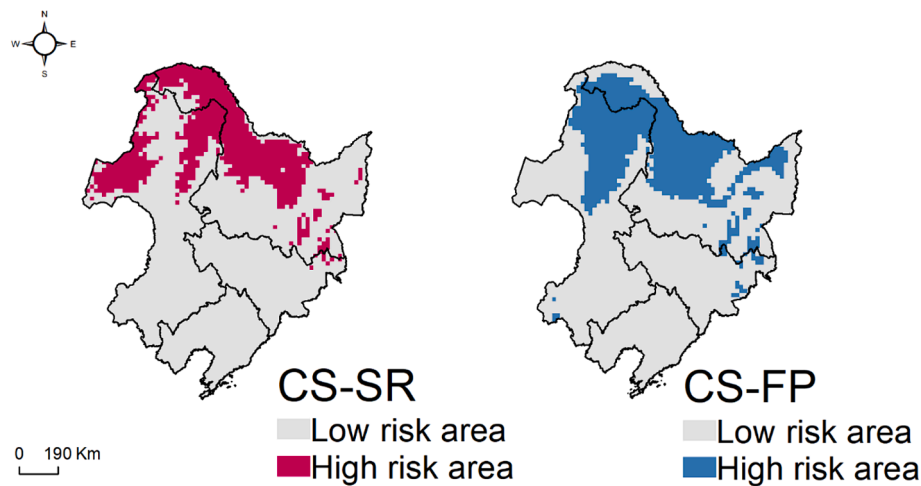 N
W E
S
CS-SR
Low risk area
High risk area
CS-FP
Low risk area
High risk area
0 190 Km